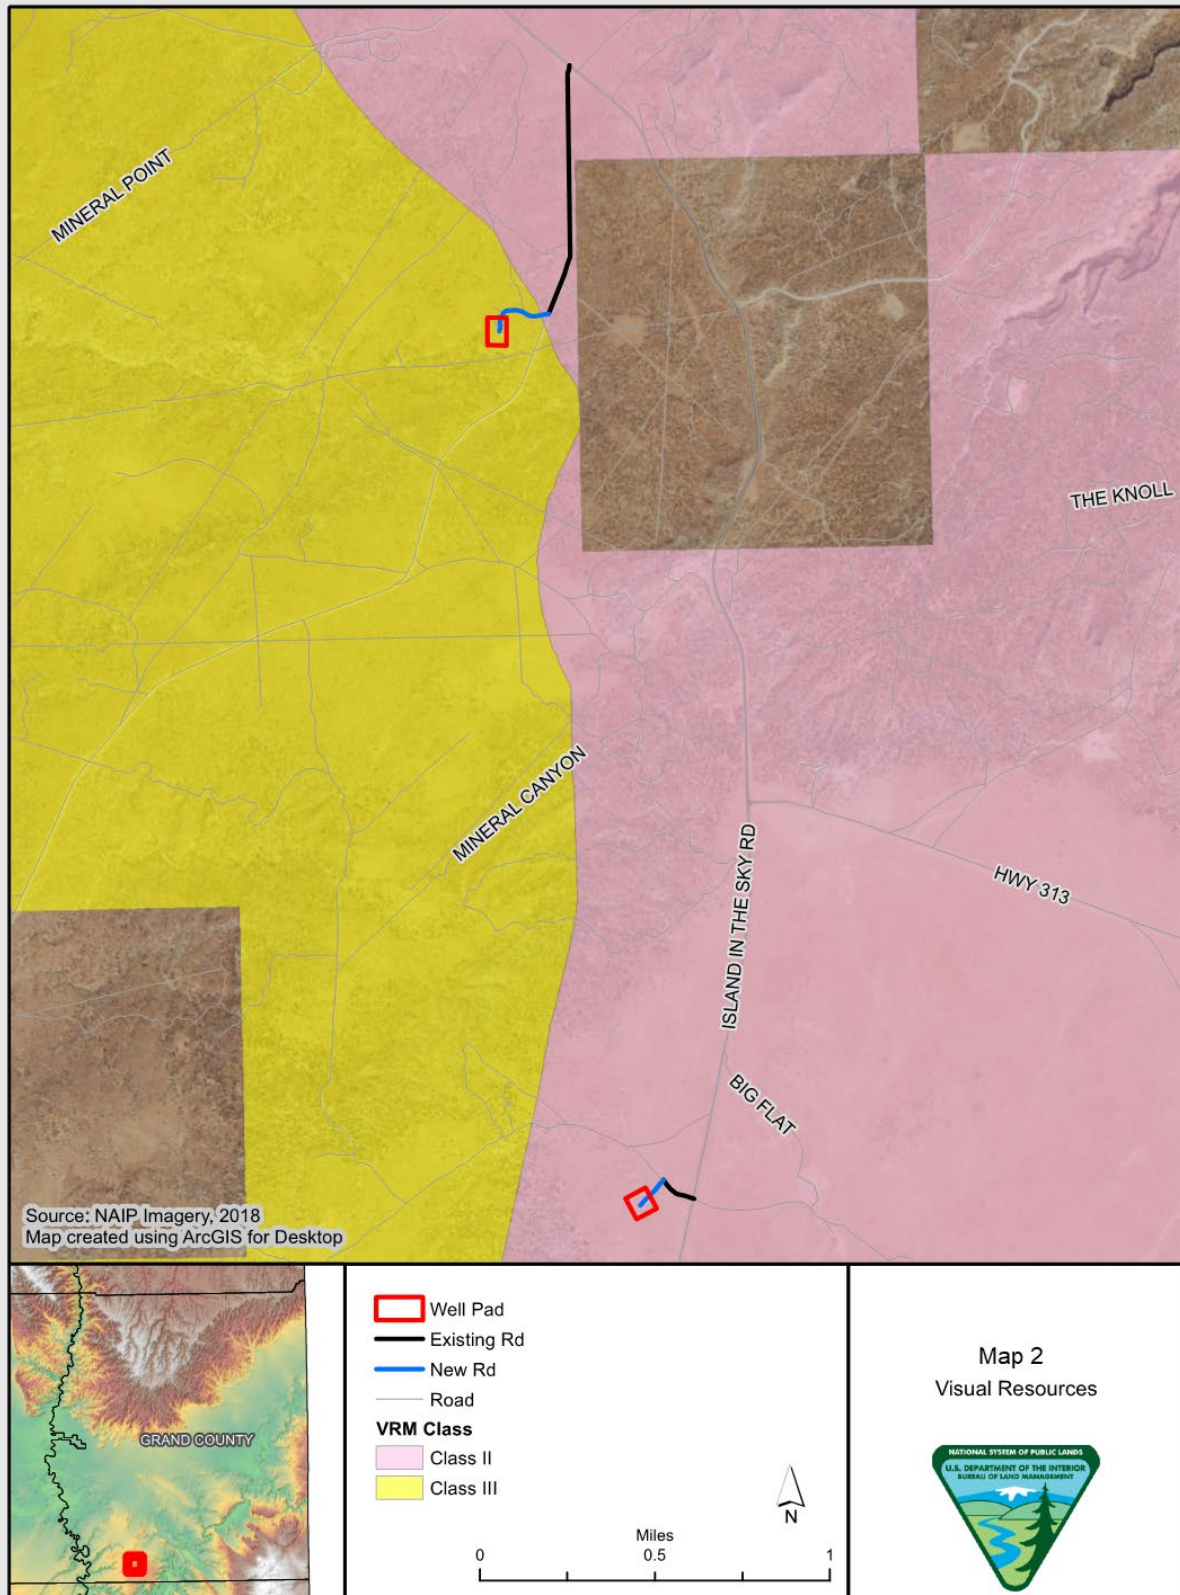 MINERAL POINT
THE KNOLL
MINERAL CANYON
ISLAND IN THE SKY RD
HWY 313
BIG FLAT
Source: NAIP Imagery, 2018
Map created using ArcGIS for Desktop
GRAND COUNTY
Well Pad
Existing Rd
New Rd
Road
VRM Class
Class II
Class III
N
Miles
0 0.5 1
Map 2
Visual Resources
NATIONAL SYSTEM OF PUBLIC LANDS
U.S. DEPARTMENT OF THE INTERIOR
BUREAU OF LAND MANAGEMENT